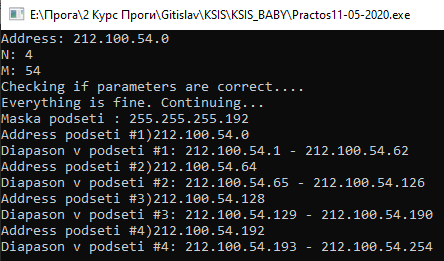 E:\Прога\2 Курс Проги\Gitislav\KSIS\KSIS_BABY\Practos11-05-2020.exe
Address: 212.100.54.0
N: 4
M: 54
Checking if parameters are correct....
Everything is fine. Continuing...
Maska podseti : 255.255.255.192
Address podseti #1)212.100.54.0
Diapason v podseti #1: 212.100.54.1 - 212.100.54.62
Address podseti #2)212.100.54.64
Diapason v podseti #2: 212.100.54.65 - 212.100.54.126
Address podseti #3)212.100.54.128
Diapason v podseti #3: 212.100.54.129 - 212.100.54.190
Address podseti #4)212.100.54.192
Diapason v podseti #4: 212.100.54.193 - 212.100.54.254